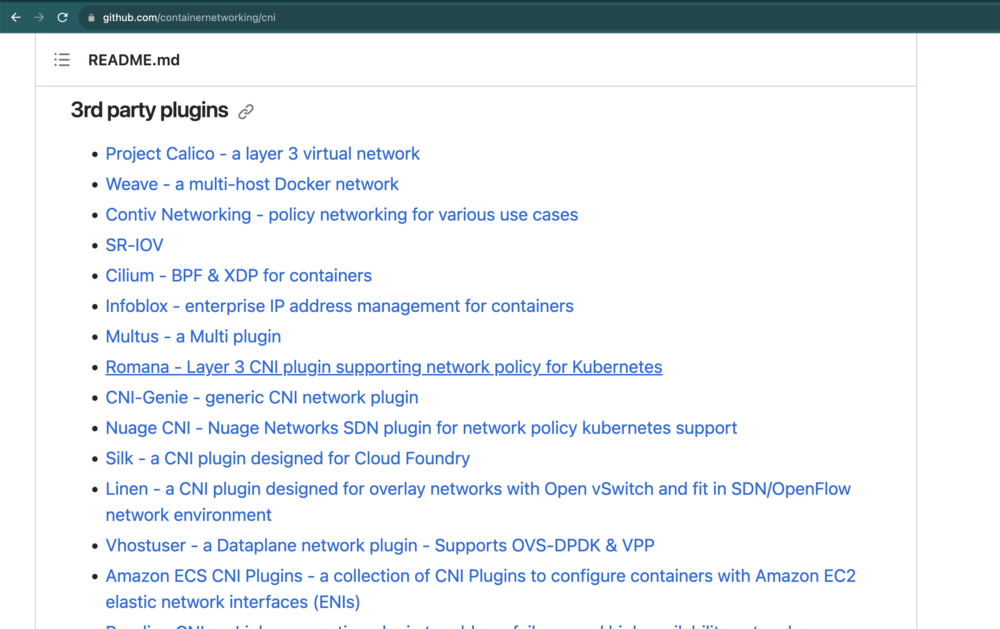 github.com/containernetworking/cni
README.md
3rd party plugins
Project Calico - a layer 3 virtual network
Weave - a multi-host Docker network
Contiv Networking - policy networking for various use cases
SR-IOV
Cilium - BPF & XDP for containers
Infoblox - enterprise IP address management for containers
Multus - a Multi plugin
Romana - Layer 3 CNI plugin supporting network policy for Kubernetes
CNI-Genie - generic CNI network plugin
Nuage CNI - Nuage Networks SDN plugin for network policy kubernetes support
Silk - a CNI plugin designed for Cloud Foundry
Linen - a CNI plugin designed for overlay networks with Open vSwitch and fit in SDN/OpenFlow
network environment
Vhostuser - a Dataplane network plugin - Supports OVS-DPDK & VPP
Amazon ECS CNI Plugins - a collection of CNI Plugins to configure containers with Amazon EC2
elastic network interfaces (ENIs)